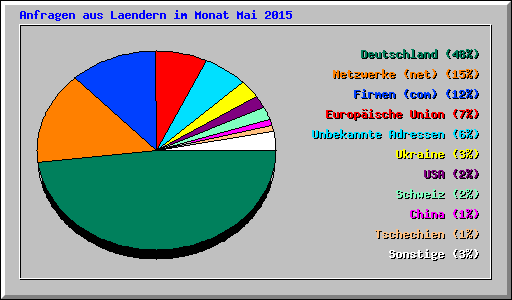 Anfragen aus Laendern im Monat Mai 2015
Deutschland (48%)
Netzwerke (net) (15%)
Firmen (com) (12%)
Europäische Union (7%)
Unbekannte Adressen (6%)
Ukraine (3%)
USA (2%)
Schweiz (2%)
China (1%)
Tschechien (1%)
Sonstige (3%)